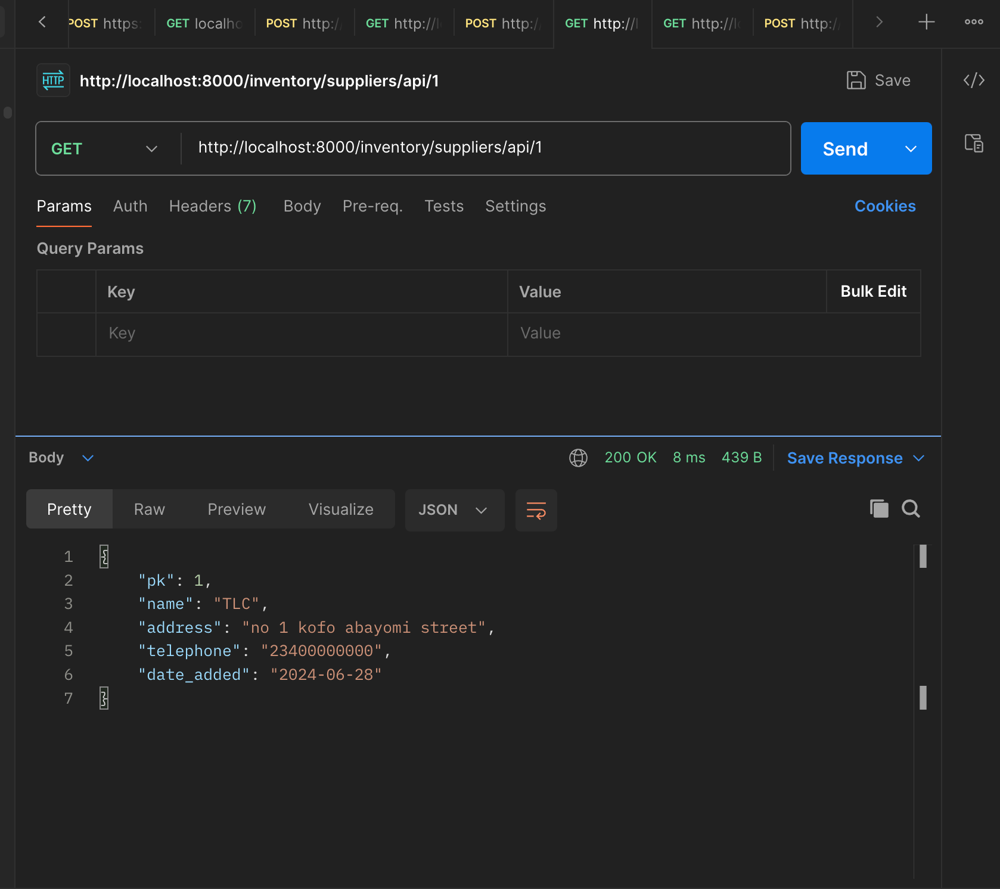 POST https: GET localho POST http:/ GET http://l POST http:/ GET http://l GET http://l POST http:/
HTTP http://localhost:8000/inventory/suppliers/api/1 Save
GET http://localhost:8000/inventory/suppliers/api/1 Send
Params Auth Headers (7) Body Pre-req. Tests Settings Cookies
Query Params
Key Value Bulk Edit
Key Value
Body 200 OK 8 ms 439 B Save Response
Pretty Raw Preview Visualize JSON
1 {
2 "pk": 1,
3 "name": "TLC",
4 "address": "no 1 kofo abayomi street",
5 "telephone": "23400000000",
6 "date_added": "2024-06-28"
7 }